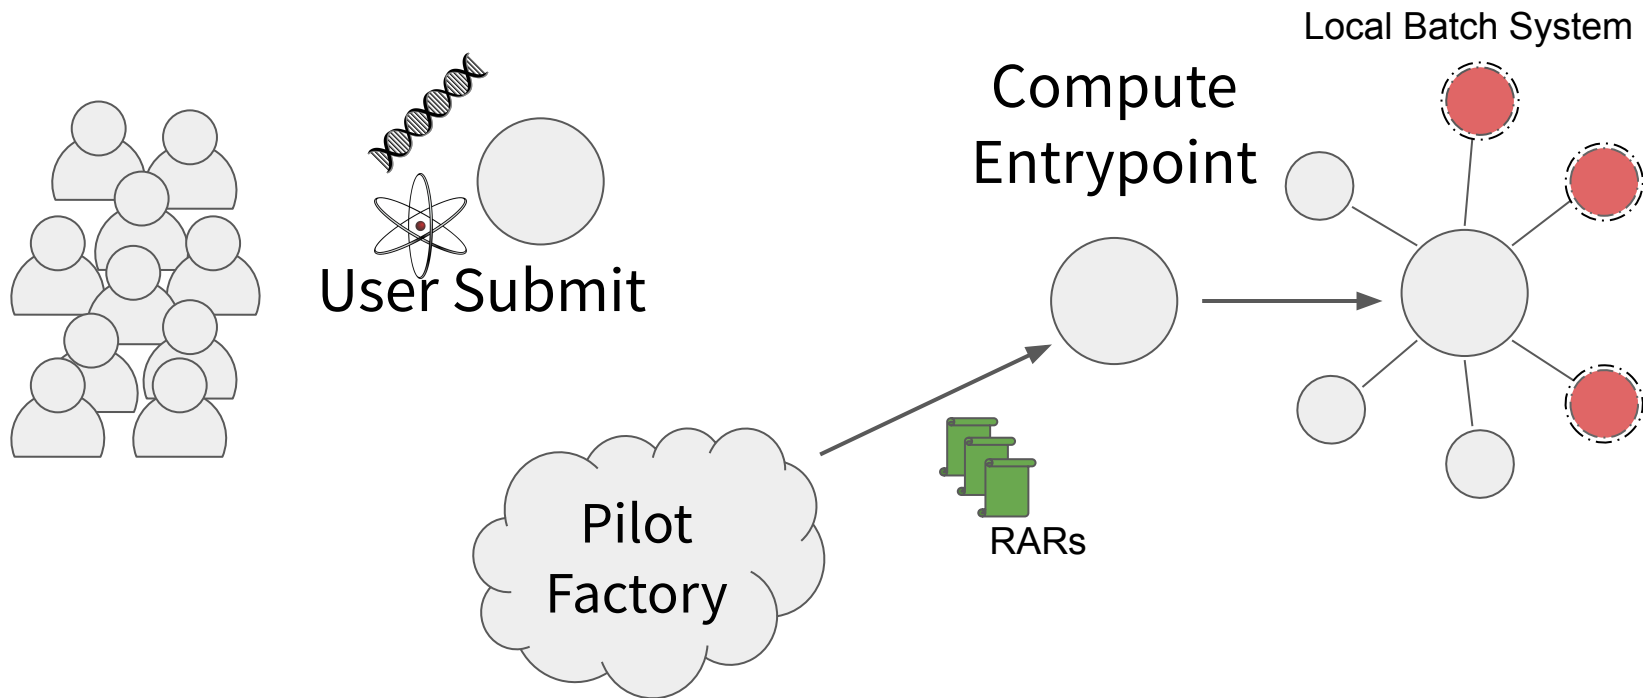 Local Batch System
Compute
Entrypoint
User Submit
Pilot
Factory
RARs